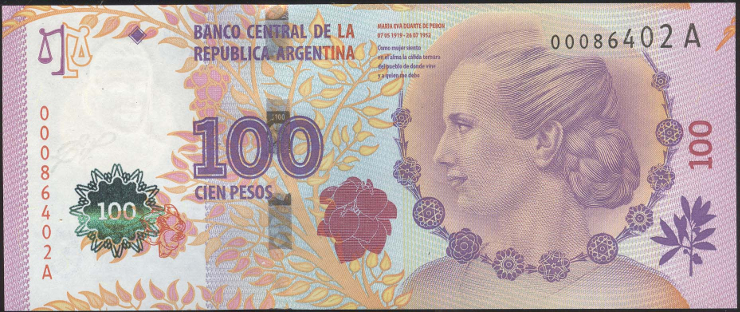 BANCO CENTRAL DE LA
REPUBLICA ARGENTINA
MARIA EVA DUARTE DE PERON
07 05 1919 - 26 07 1952
Como mujer siento
en el alma la cálida ternura
del pueblo de donde vine
y a quien me debo
00086402 A
100
CIEN PESOS
100
100
100
00086402A